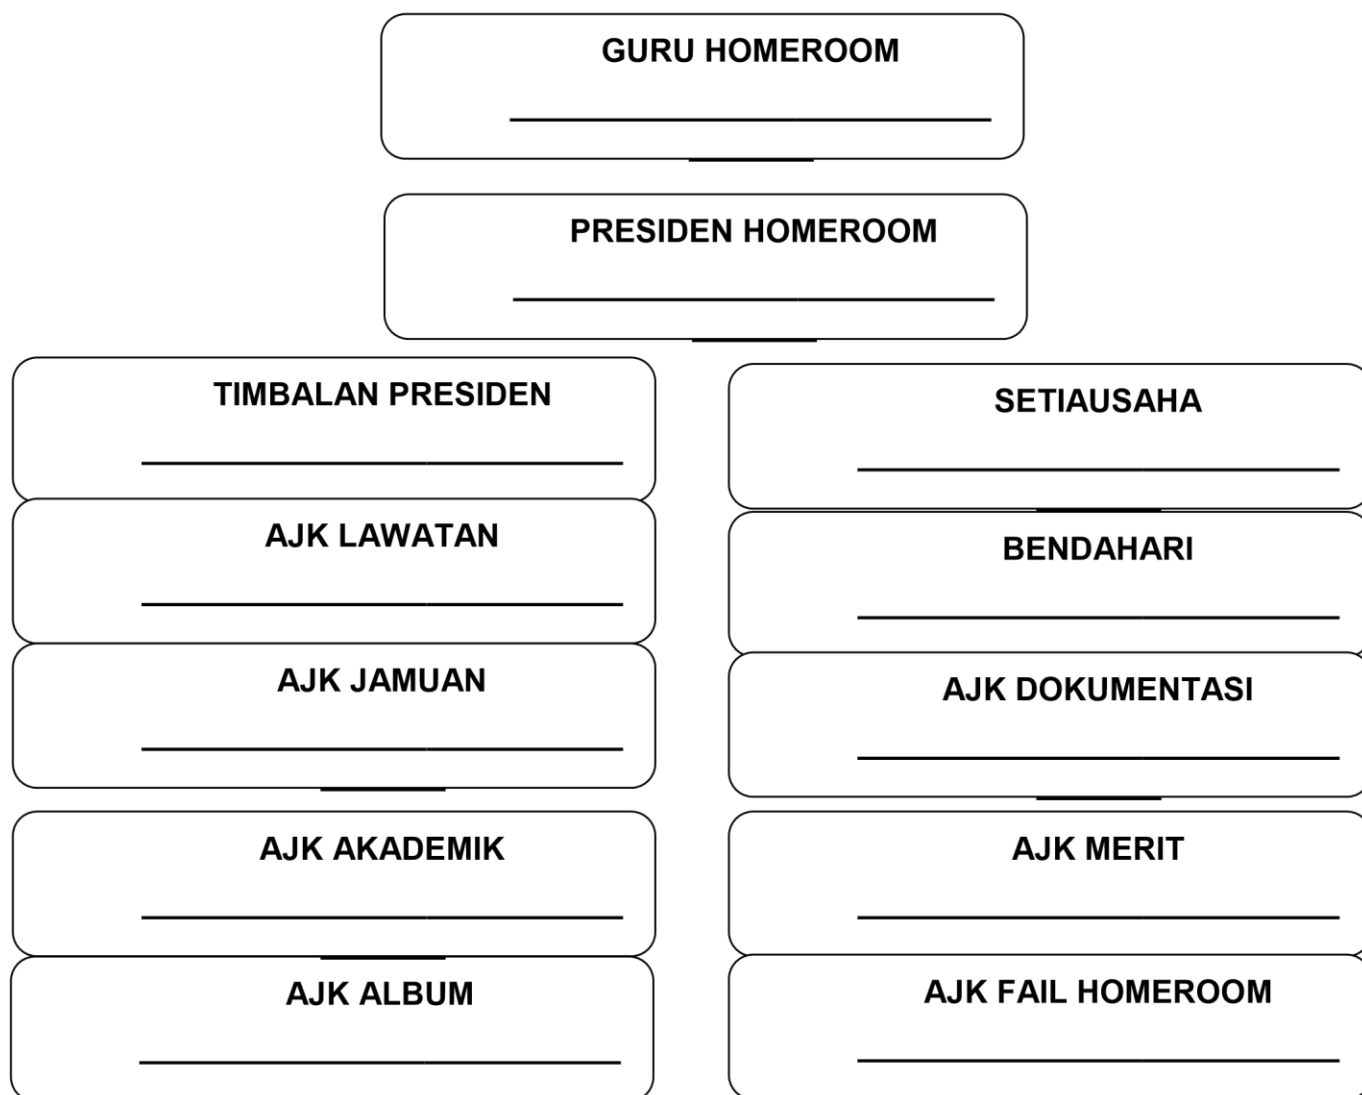 GURU HOMEROOM
PRESIDEN HOMEROOM
TIMBALAN PRESIDEN
SETIAUSAHA
AJK LAWATAN
BENDAHARI
AJK JAMUAN
AJK DOKUMENTASI
AJK AKADEMIK
AJK MERIT
AJK ALBUM
AJK FAIL HOMEROOM